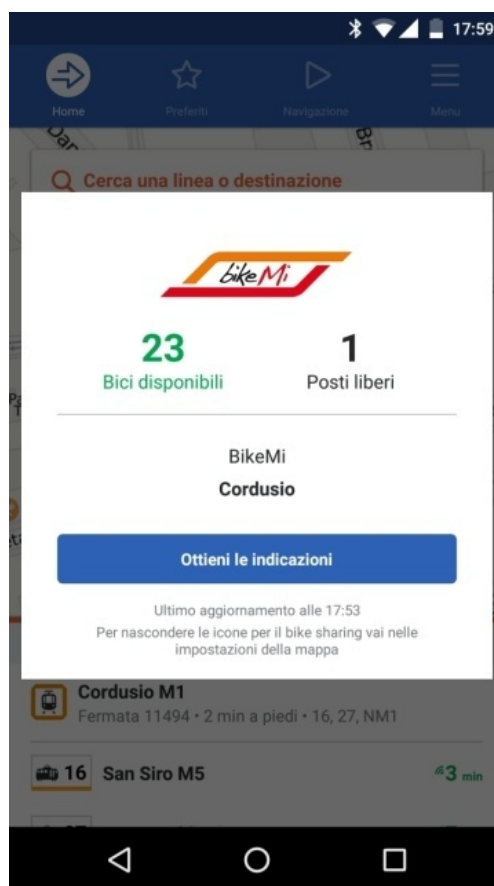 17:59
Home
Preferiti
Navigazione
Menu
Dan
Br
Cerca una linea o destinazione
bikeMi
23
Bici disponibili
1
Posti liberi
BikeMi
Cordusio
Ottieni le indicazioni
Ultimo aggiornamento alle 17:53
Per nascondere le icone per il bike sharing vai nelle
impostazioni della mappa
Cordusio M1
Fermata 11494 • 2 min a piedi • 16, 27, NM1
16 San Siro M5
3 min